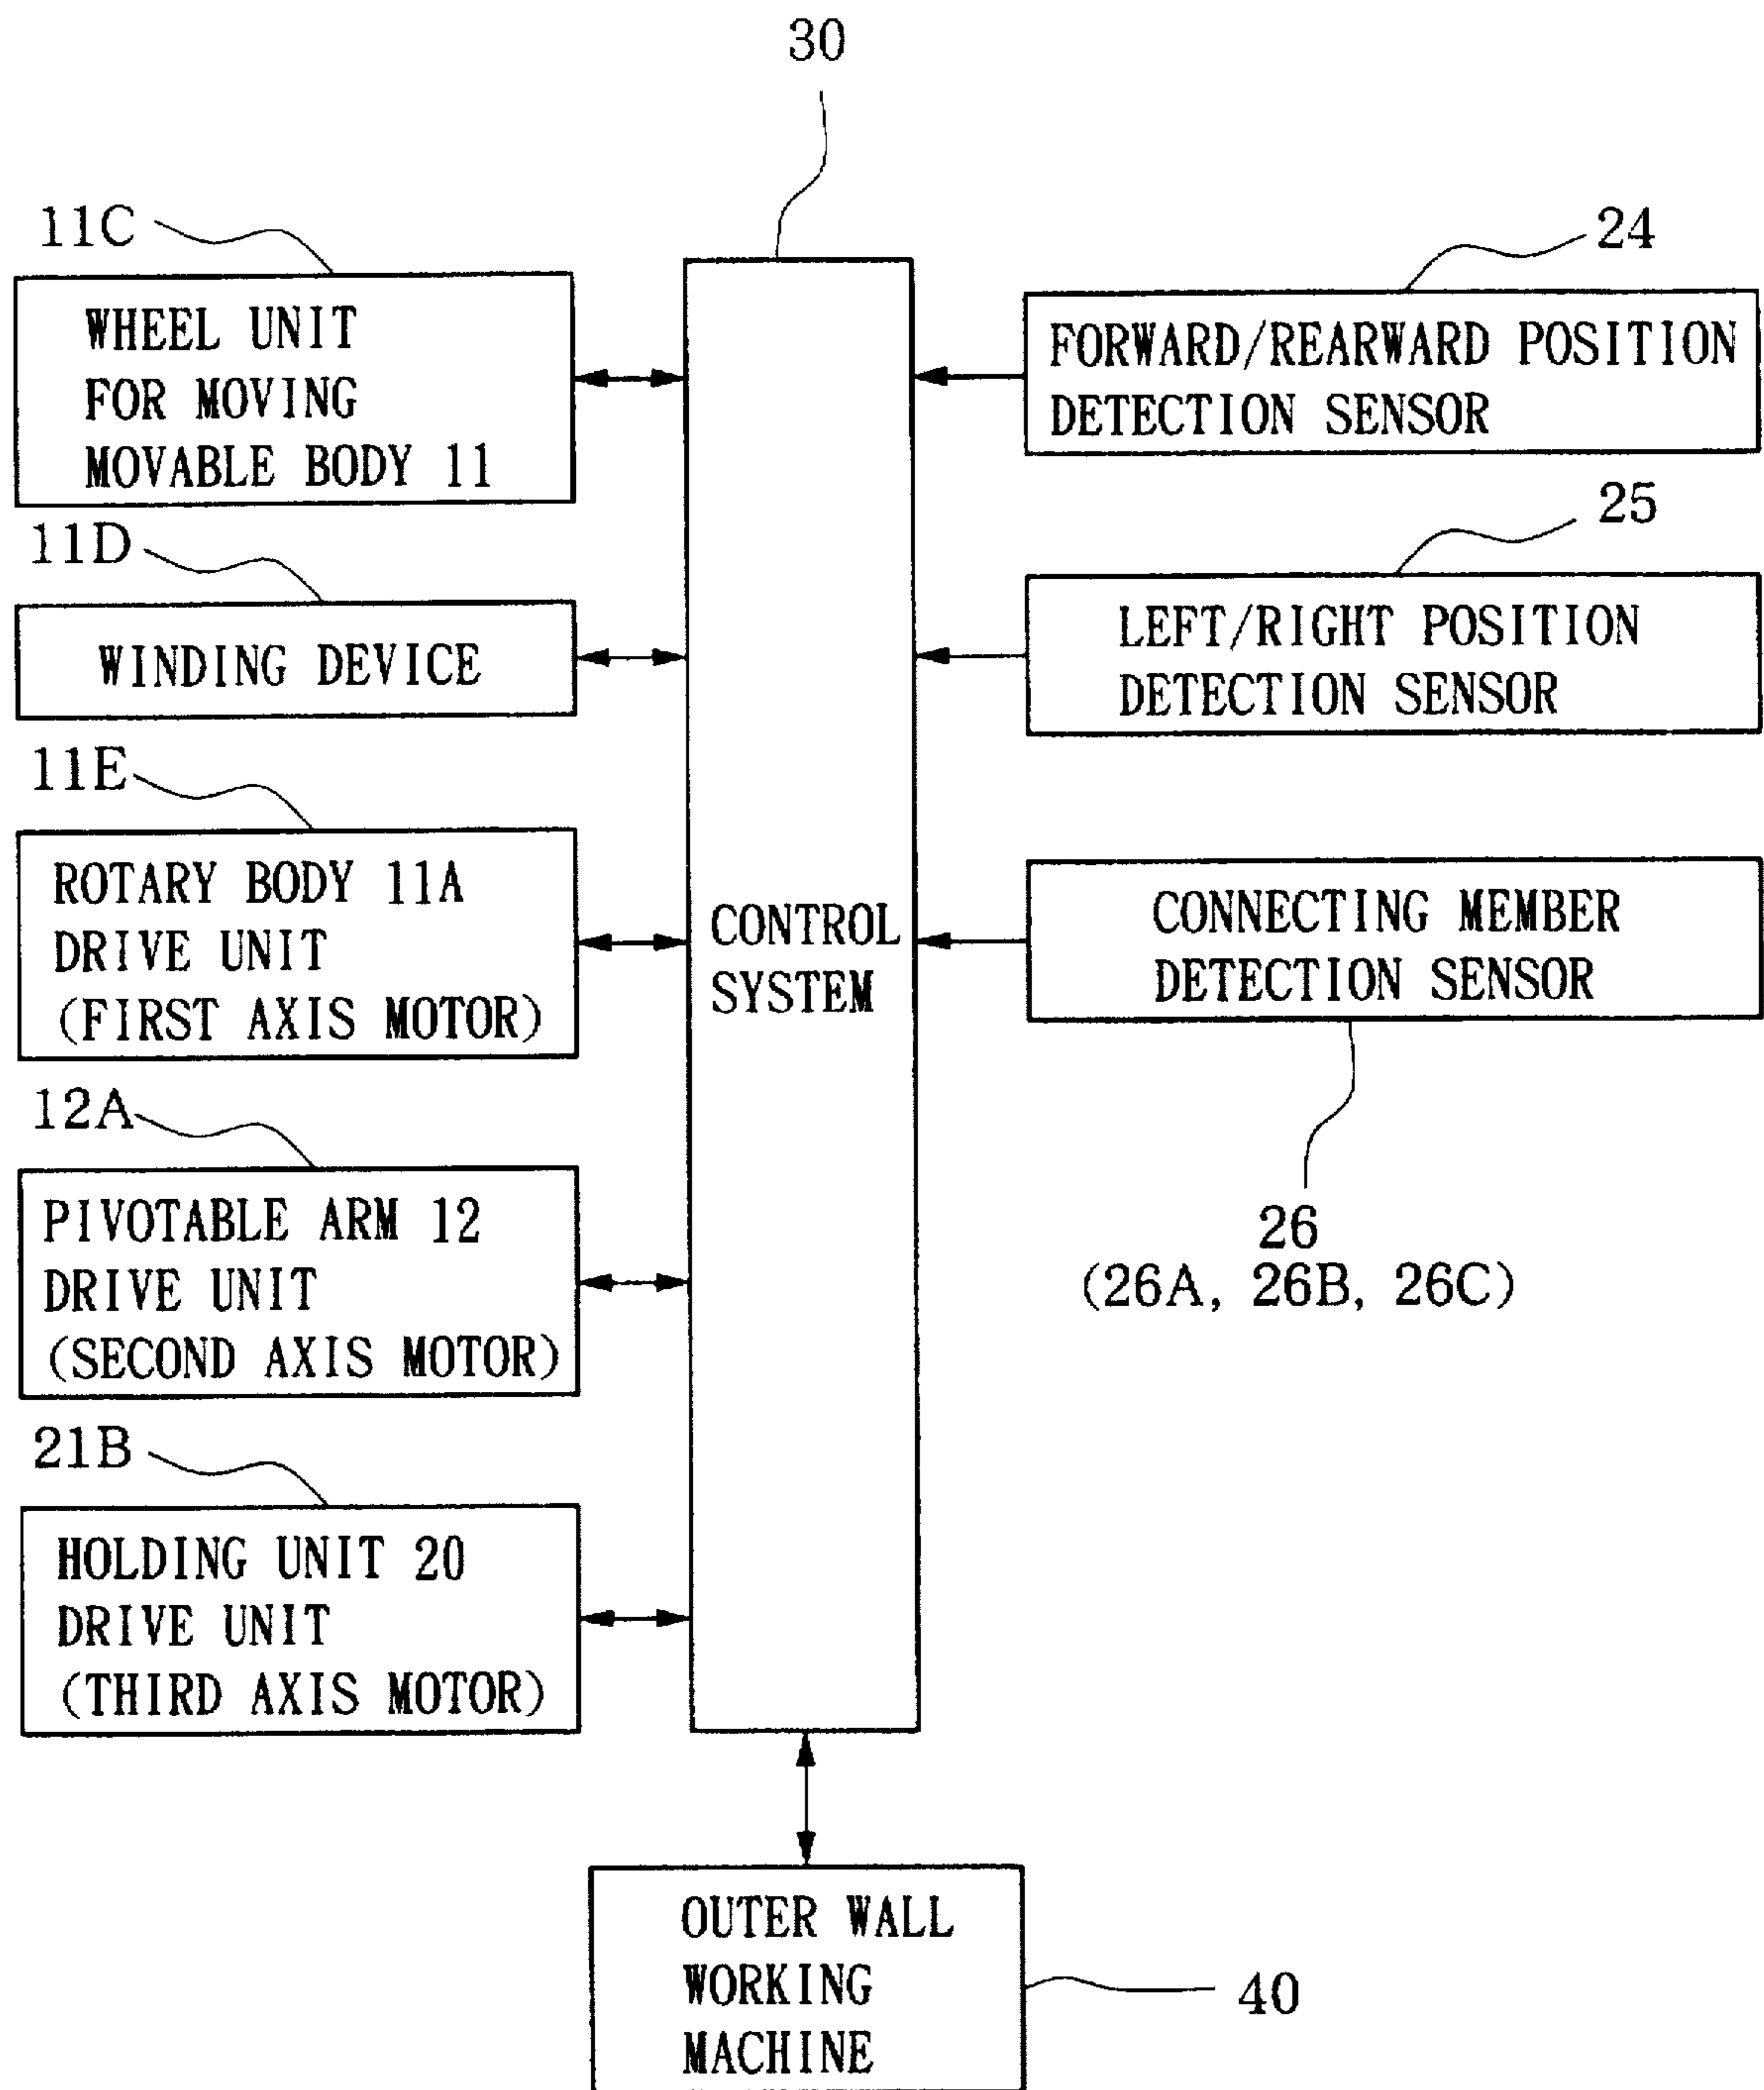 30
11C
WHEEL UNIT
FOR MOVING
MOVABLE BODY 11
11D
WINDING DEVICE
11E
ROTARY BODY 11A
DRIVE UNIT
(FIRST AXIS MOTOR)
12A
PIVOTABLE ARM 12
DRIVE UNIT
(SECOND AXIS MOTOR)
21B
HOLDING UNIT 20
DRIVE UNIT
(THIRD AXIS MOTOR)
CONTROL
SYSTEM
24
FORWARD/REARWARD POSITION
DETECTION SENSOR
25
LEFT/RIGHT POSITION
DETECTION SENSOR
CONNECTING MEMBER
DETECTION SENSOR
26
(26A, 26B, 26C)
OUTER WALL
WORKING
MACHINE
40